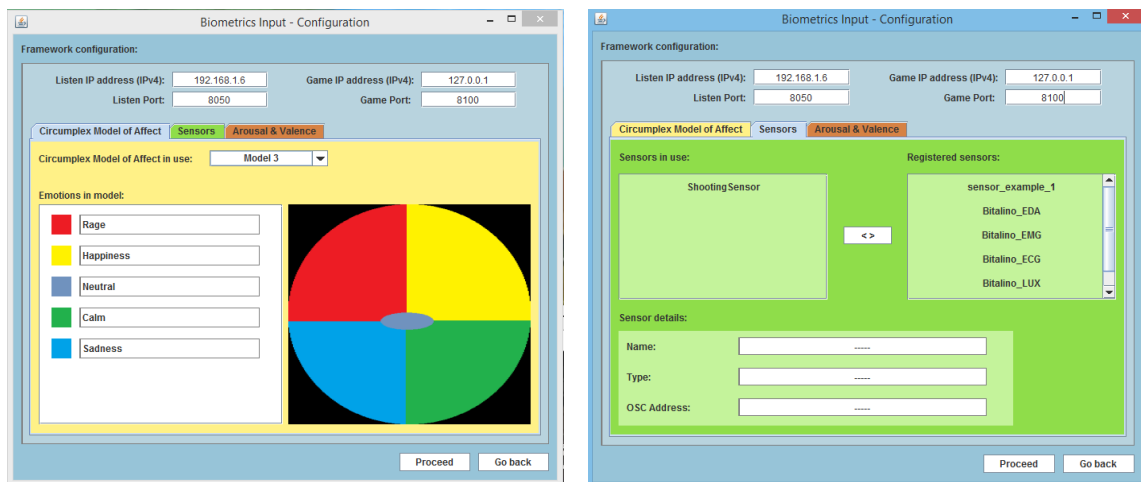 Biometrics Input - Configuration
Framework configuration:
Listen IP address (IPv4): 192.168.1.6 Game IP address (IPv4): 127.0.0.1
Listen Port: 8050 Game Port: 8100
Circumplex Model of Affect Sensors Arousal & Valence
Circumplex Model of Affect in use: Model 3
Emotions in model:
Rage
Happiness
Neutral
Calm
Sadness
Proceed Go back
Biometrics Input - Configuration
Framework configuration:
Listen IP address (IPv4): 192.168.1.6 Game IP address (IPv4): 127.0.0.1
Listen Port: 8050 Game Port: 8100
Circumplex Model of Affect Sensors Arousal & Valence
Sensors in use: Registered sensors:
ShootingSensor sensor_example_1
Bitalino_EDA
< > Bitalino_EMG
Bitalino_ECG
Bitalino_LUX
Sensor details:
Name: -----
Type: -----
OSC Address: -----
Proceed Go back